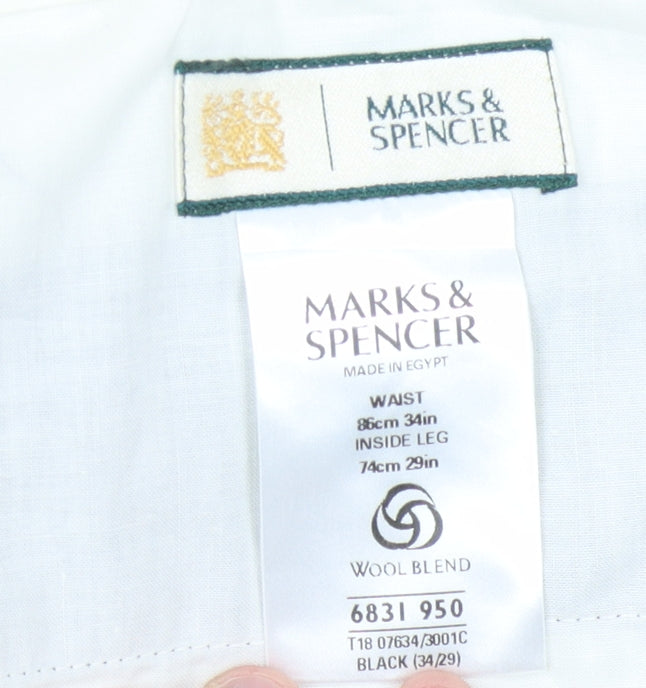 MARKS &
SPENCER
MARKS &
SPENCER
MADE IN EGYPT
WAIST
86cm 34in
INSIDE LEG
74cm 29in
WOOL BLEND
6831 950
T18 07634/3001C
BLACK (34/29)